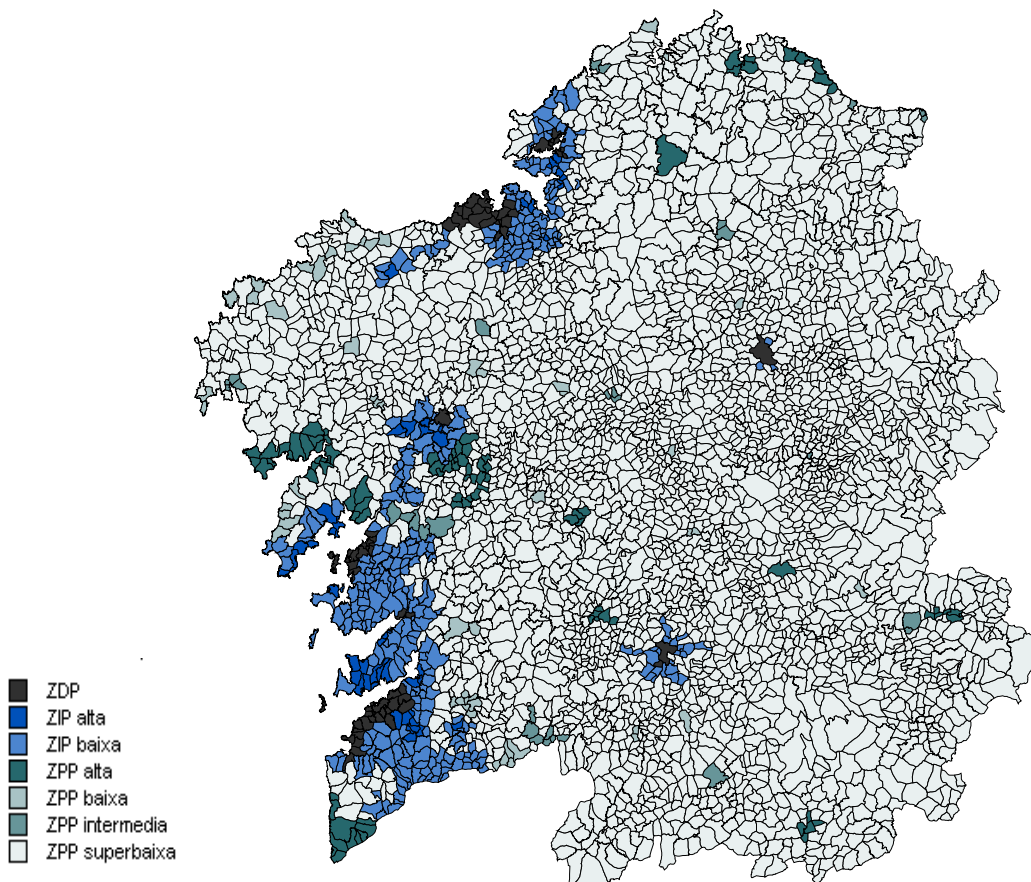 ZDP
ZIP alta
ZIP baixa
ZPP alta
ZPP baixa
ZPP intermedia
ZPP superbaixa